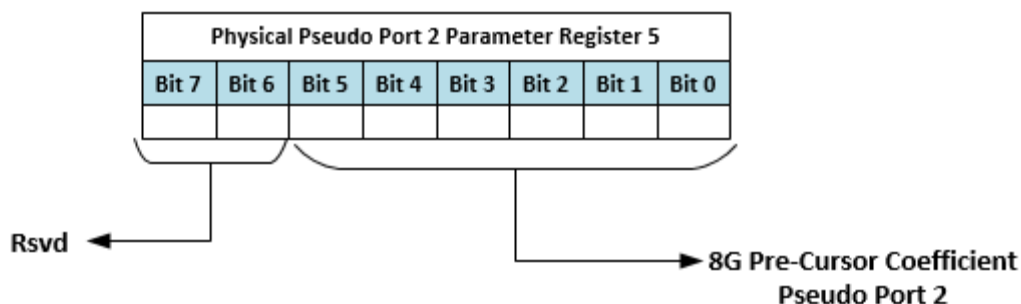 Physical Pseudo Port 2 Parameter Register 5
Bit 7 Bit 6 Bit 5 Bit 4 Bit 3 Bit 2 Bit 1 Bit 0
Rsvd
8G Pre-Cursor Coefficient
Pseudo Port 2